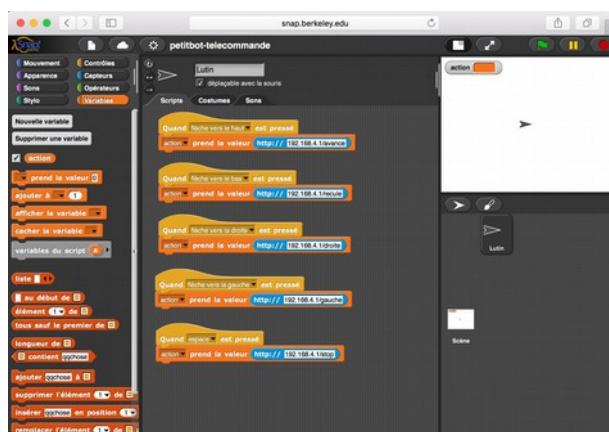 snap.berkeley.edu
Snap!
petitbot-telecommande
Mouvement
Contrôles
Apparence
Capteurs
Sons
Opérateurs
Stylo
Variables
Nouvelle variable
Supprimer une variable
action
prend la valeur 0
ajouter à 1
afficher la variable
cacher la variable
variables du script a
liste
au début de
élément 1 de
tous sauf le premier de
longueur de
contient qqchose
ajouter qqchose à
supprimer l'élément 1 de
insérer qqchose en position 1
remplacer l'élément 1 de
Lutin
déplaçable avec la souris
Scripts Costumes Sons
Quand flèche vers le haut est pressé
action prend la valeur http:// 192.168.4.1/avance
Quand flèche vers le bas est pressé
action prend la valeur http:// 192.168.4.1/recule
Quand flèche vers la droite est pressé
action prend la valeur http:// 192.168.4.1/droite
Quand flèche vers la gauche est pressé
action prend la valeur http:// 192.168.4.1/gauche
Quand espace est pressé
action prend la valeur http:// 192.168.4.1/stop
action
Lutin
Scène